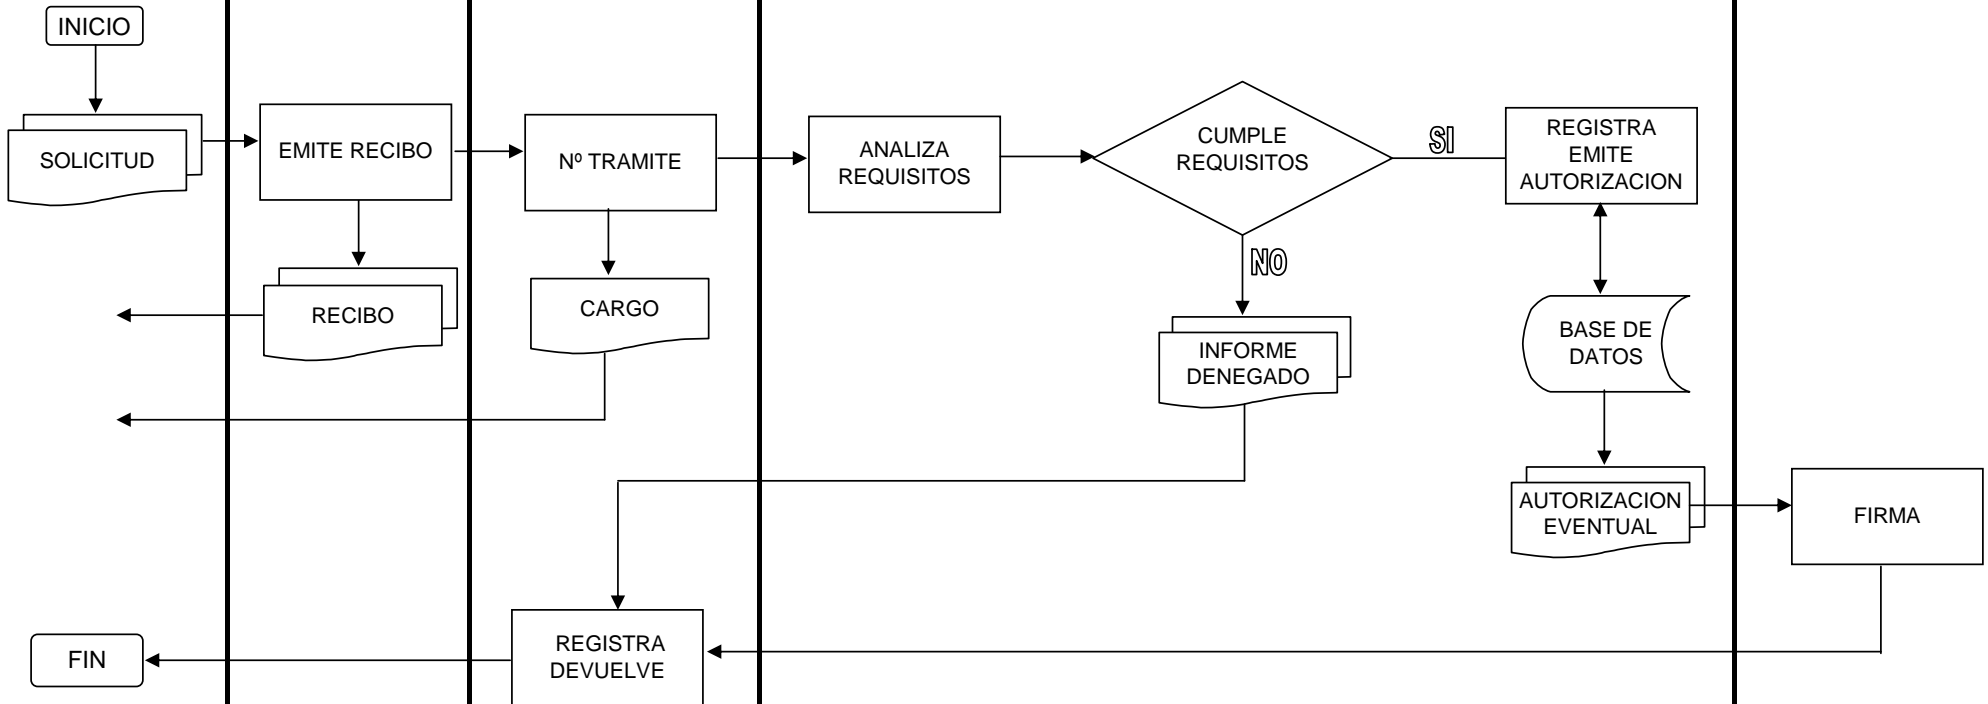 INICIO
SOLICITUD
EMITE RECIBO
Nº TRAMITE
ANALIZA
REQUISITOS
CUMPLE
REQUISITOS
SI
REGISTRA
EMITE
AUTORIZACION
NO
RECIBO
CARGO
INFORME
DENEGADO
BASE DE
DATOS
AUTORIZACION
EVENTUAL
FIRMA
REGISTRA
DEVUELVE
FIN